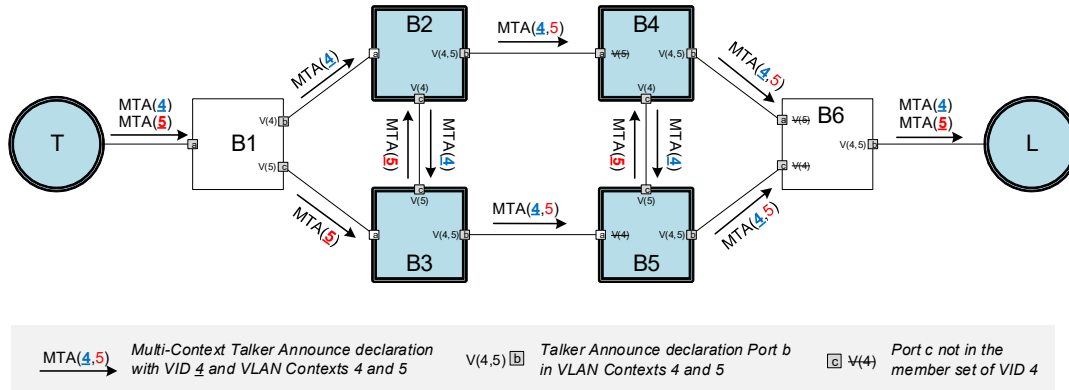 B2
MTA(4,5)
B4
MTA(4)
a
V(4,5)
b
a
V(5)
V(4,5)
b
MTA(4,5)
V(4)
c
V(4)
c
T
MTA(4)
MTA(5)
a
B1
V(4)
b
V(5)
c
MTA(5)
MTA(4)
MTA(5)
MTA(4)
a
V(5)
B6
V(4,5)
b
c
V(4)
MTA(4)
MTA(5)
L
MTA(5)
c
V(5)
MTA(4,5)
c
V(5)
MTA(4,5)
a
V(4,5)
b
a
V(4)
V(4,5)
b
B3
B5
MTA(4,5)
Multi-Context Talker Announce declaration
with VID 4 and VLAN Contexts 4 and 5
V(4,5)
b
Talker Announce declaration Port b
in VLAN Contexts 4 and 5
c
V(4)
Port c not in the
member set of VID 4